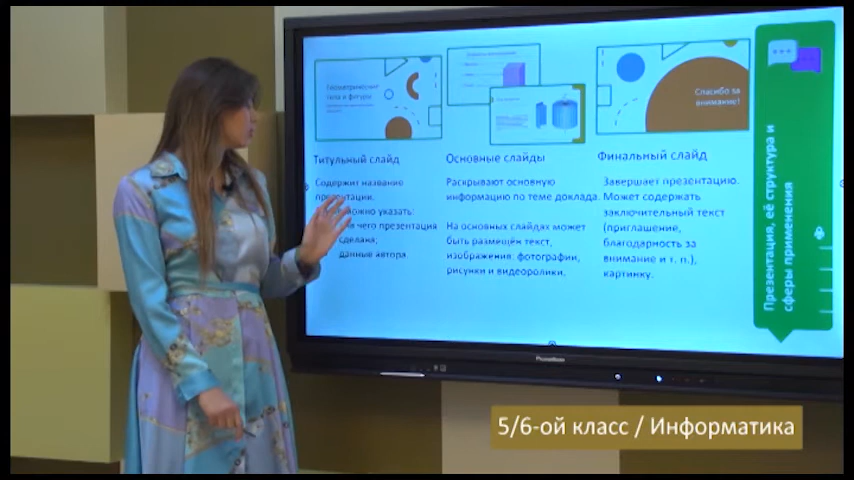 Геометрические
тела и фигуры
Спасибо за
внимание!
Титульный слайд
Содержит название
можно указать:
чего презентация
сделана;
данные автора.
Основные слайды
Раскрывают основную
информацию по теме доклада.
На основных слайдах может
быть размещён текст,
изображения: фотографии,
рисунки и видеоролики.
Финальный слайд
Завершает презентацию.
Может содержать
заключительный текст
(приглашение,
благодарность за
внимание и т. п.),
картинку.
Презентация, её структура и
сферы применения
5/6-ой класс / Информатика